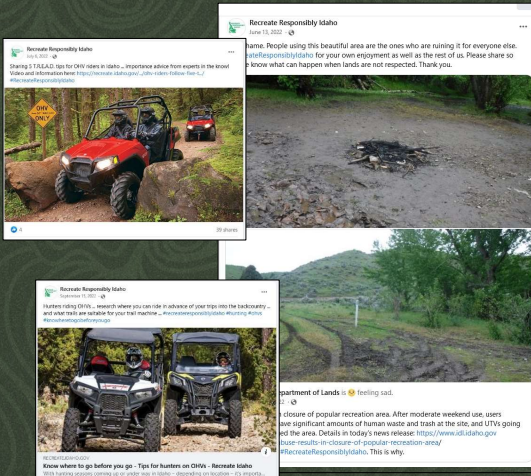 Recreate Responsibly Idaho
July 8, 2022
Sharing 5 T.R.E.A.D. tips for OHV riders in idaho ... importance advice from experts in the know!
Video and information here: https://recreate.idaho.gov/.../ohv-riders-follow-five-t.../
#RecreateResponsiblyIdaho
OHV
ONLY
4
39 shares
Recreate Responsibly Idaho
June 13, 2022
hame. People using this beautiful area are the ones who are ruining it for everyone else.
eateResponsiblyIdaho for your own enjoyment as well as the rest of us. Please share so
e know what can happen when lands are not respected. Thank you.
epartment of Lands is feeling sad.
22
closure of popular recreation area. After moderate weekend use, users
ave significant amounts of human waste and trash at the site, and UTVs going
ed the area. Details in today's news release: https://www.idl.idaho.gov
buse-results-in-closure-of-popular-recreation-area/
#RecreateResponsiblyIdaho. This is why.
Recreate Responsibly Idaho
September 15, 2022
Hunters riding OHVs ... research where you can ride in advance of your trips into the backcountry ...
and what trails are suitable for your trail machine ... #recreateresponsiblyidaho #hunting #ohvs
#knowwheretogobeforeyougo
RECREATE.IDAHO.GOV
Know where to go before you go - Tips for hunters on OHVs - Recreate Idaho
With hunting seasons coming up or under way in Idaho – depending on location – it's importa...